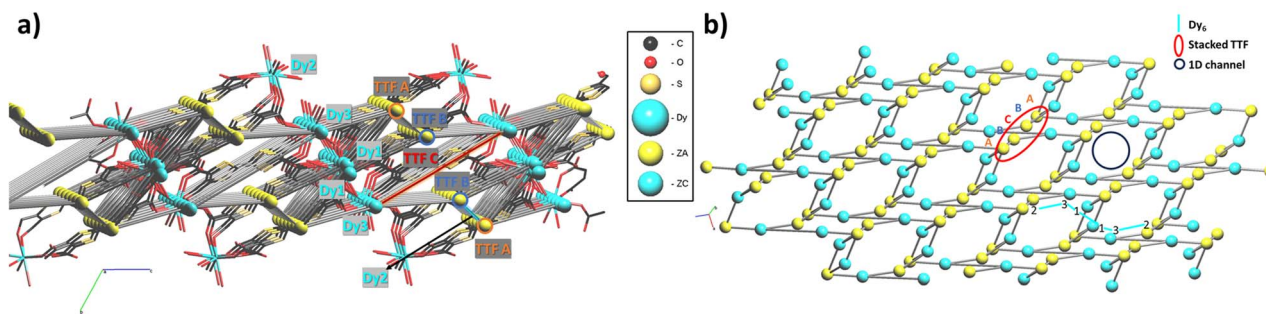 a)
Dy2
TTF A
TTF B
Dy3
Dy1
TTF C
Dy1
TTF B
Dy3
TTF A
Dy2
- C
- O
- S
- Dy
- ZA
- ZC
b)
Dy6
Stacked TTF
1D channel
A
B
C
B
A
2
3
1
1
3
2